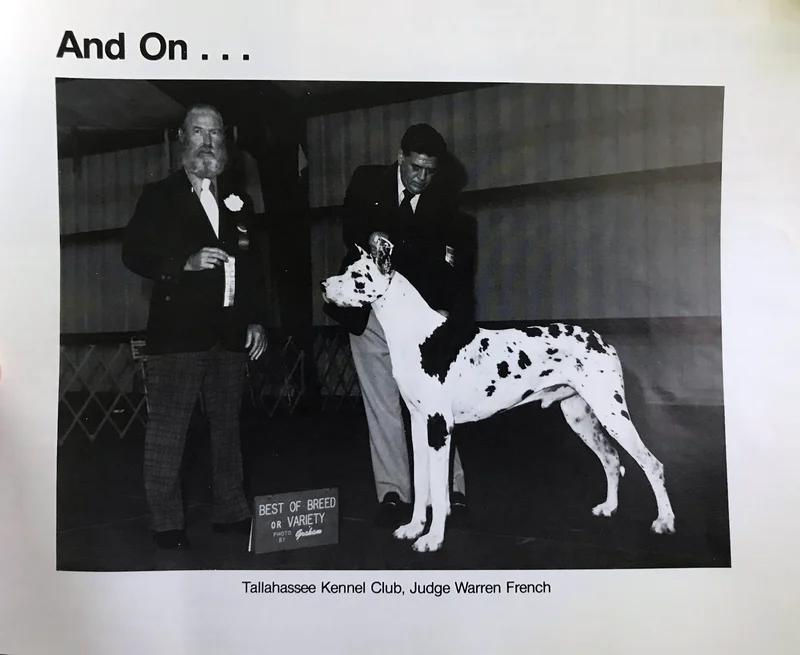 And On . . .
BEST OF BREED
OR VARIETY
PHOTO
BY Graham
Tallahassee Kennel Club, Judge Warren French